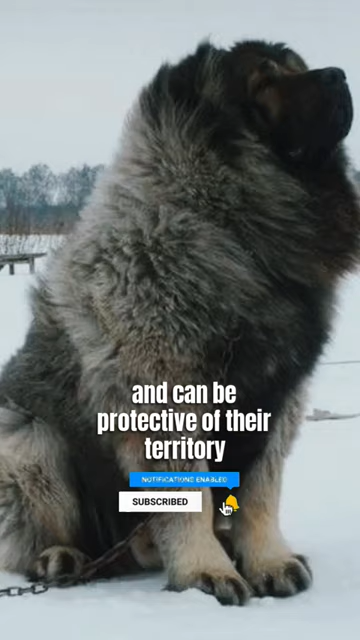 and can be
protective of their
territory
NOTIFICATIONS ENABLED
SUBSCRIBED